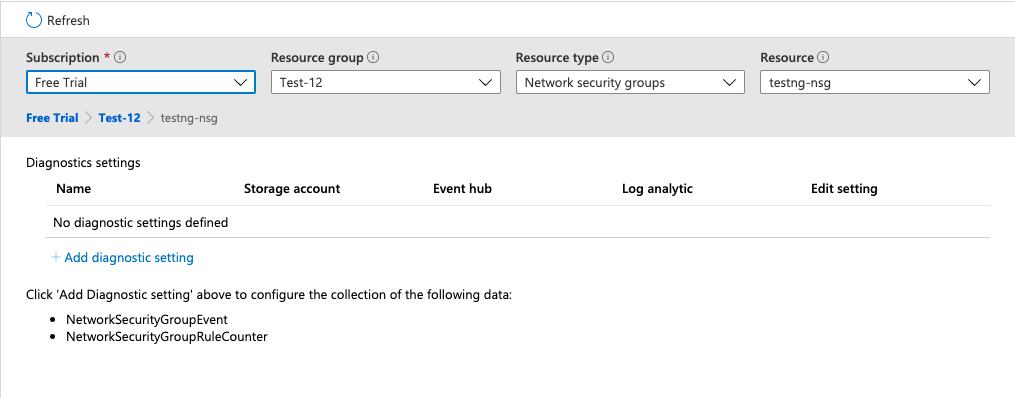 Refresh
Subscription * Resource group Resource type Resource
Free Trial Test-12 Network security groups testng-nsg
Free Trial > Test-12 > testng-nsg
Diagnostics settings
Name Storage account Event hub Log analytic Edit setting
No diagnostic settings defined
+ Add diagnostic setting
Click 'Add Diagnostic setting' above to configure the collection of the following data:
• NetworkSecurityGroupEvent
• NetworkSecurityGroupRuleCounter